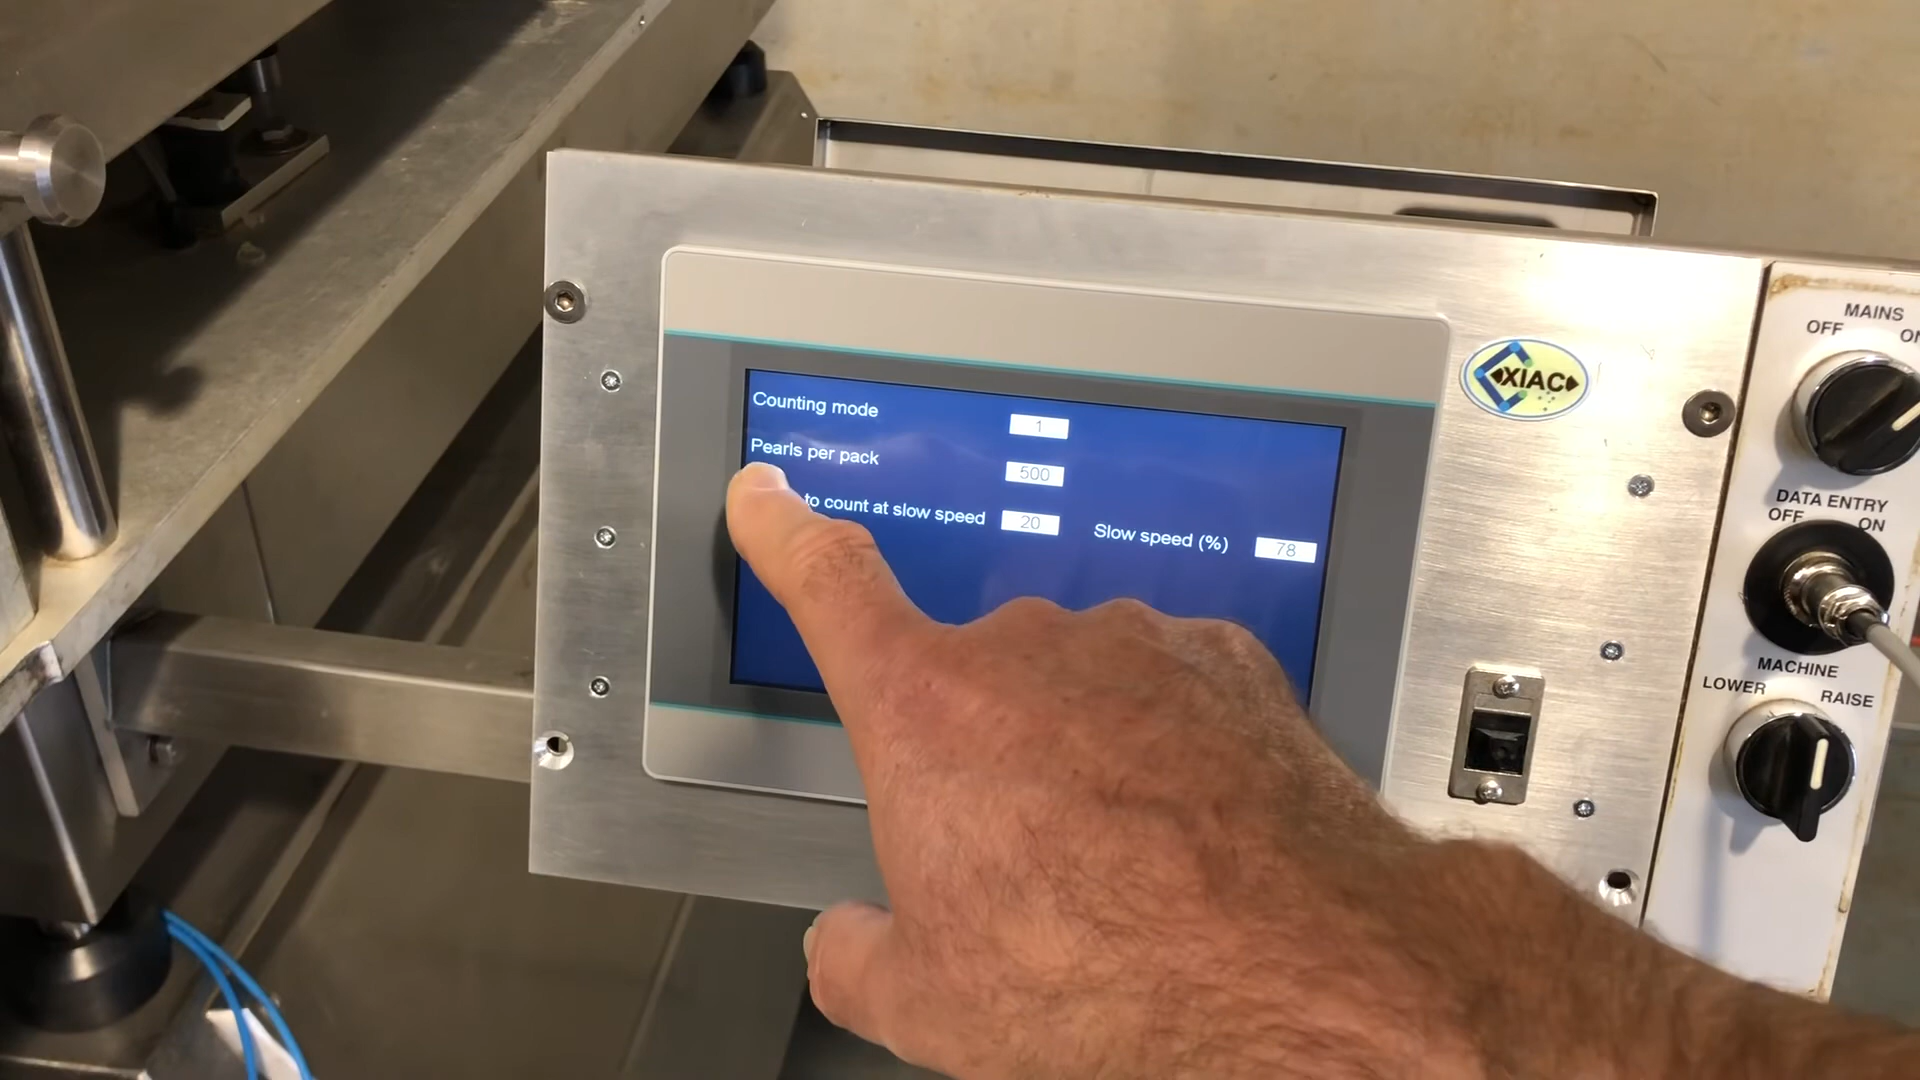 Counting mode
1
Pearls per pack
500
to count at slow speed
20
Slow speed (%)
78
XIAC
MAINS
OFF
DATA ENTRY
OFF ON
MACHINE
LOWER RAISE